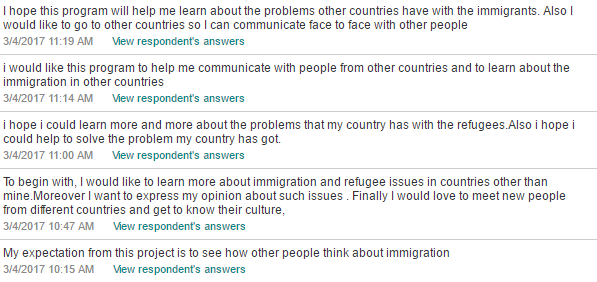 I hope this program will help me learn about the problems other countries have with the immigrants. Also I
would like to go to other countries so I can communicate face to face with other people
3/4/2017 11:19 AM View respondent's answers
i would like this program to help me communicate with people from other countries and to learn about the
immigration in other countries
3/4/2017 11:14 AM View respondent's answers
i hope i could learn more and more about the problems that my country has with the refugees.Also i hope i
could help to solve the problem my country has got.
3/4/2017 11:00 AM View respondent's answers
To begin with, I would like to learn more about immigration and refugee issues in countries other than
mine.Moreover I want to express my opinion about such issues . Finally I would love to meet new people
from different countries and get to know their culture,
3/4/2017 10:47 AM View respondent's answers
My expectation from this project is to see how other people think about immigration
3/4/2017 10:15 AM View respondent's answers